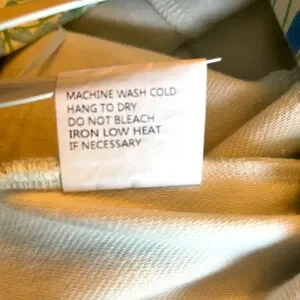 MACHINE WASH COLD
HANG TO DRY
DO NOT BLEACH
IRON LOW HEAT
IF NECESSARY